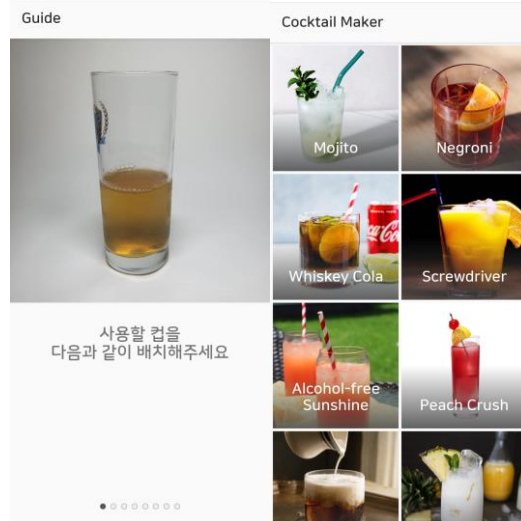 Guide
사용할 컵을
다음과 같이 배치해주세요
Cocktail Maker
Mojito
Negroni
Whiskey Cola
Screwdriver
Alcohol-free
Sunshine
Peach Crush